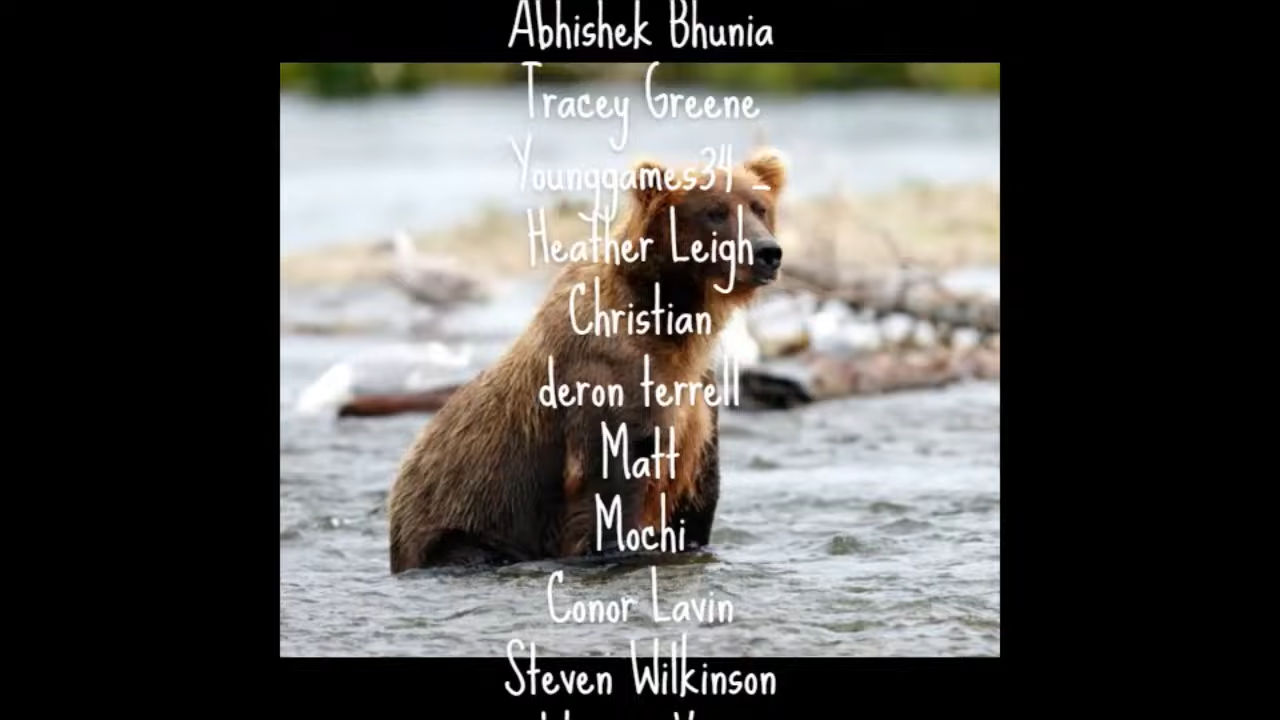 Abhishek Bhunia
Tracey Greene
Younggames34 _
Heather Leigh
Christian
deron terrell
Matt
Mochi
Conor Lavin
Steven Wilkinson